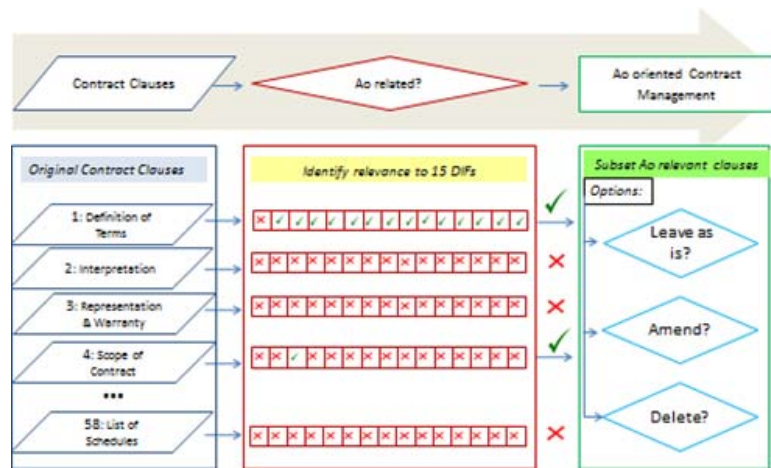 Contract Clauses
Ao related?
Ao oriented Contract
Management
Original Contract Clauses
Identify relevance to 15 DIFs
Subset Ao relevant clauses
Options:
1: Definition of
Terms
2: Interpretation
3: Representation
& Warranty
4: Scope of
Contract
...
58: List of
Schedules
Leave as
is?
Amend?
Delete?